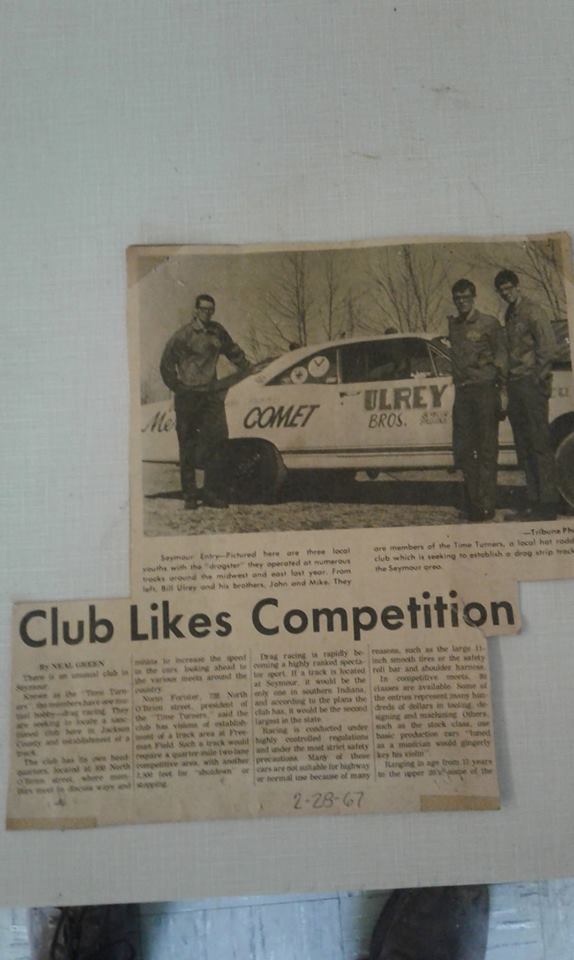 Me
COMET
ULREY
BROS.
—Tribune Ph
Seymour Entry—Pictured here are three local
youths with the "dragster" they operated at numerous
tracks around the midwest and east last year. From
left, Bill Ulrey and his brothers, John and Mike. They
are members of the Time Turners, a local hot rodd
club which is seeking to establish a drag strip track
the Seymour area.
Club Likes Competition
By NEAL GREEN
There is an unusual club in
Seymour.
Known as the "Time Turn-
ers" the members have one mu-
tual hobby—drag racing. They
are seeking to locate a sanc-
tioned club here in Jackson
County and establishment of a
track.
The club has its own head-
quarters, located at 100 North
O'Brien street, where mem-
bers meet to discuss ways and
means to increase the speed
in the cars, looking ahead to
the various meets around the
country.
Norm Forister, 728 North
O'Brien street, president of
the "Time Turners," said the
club has visions of establish-
ment of a track area at Free-
man Field. Such a track would
require a quarter-mile two-lane
competitive area, with another
2,300 feet for "shutdown" or
stopping.
Drag racing is rapidly be-
coming a highly ranked specta-
tor sport. If a track is located
at Seymour, it would be the
only one in southern Indiana,
and according to the plans the
club has, it would be the second
largest in the state.
Racing is conducted under
highly controlled regulations
and under the most strict safety
precautions. Many of those
cars are not suitable for highway
or normal use because of many
reasons, such as the large 11-
inch smooth tires or the safety
roll bar and shoulder harness.
In competitive meets, 80
classes are available. Some of
the entries represent many hun-
dreds of dollars in tooling, de-
signing and machining. Others,
such as the stock class, use
basic production cars "tuned
as a musician would gingerly
key his violin".
Ranging in age from 17 years
to the upper 20's, some of the
2-28-67